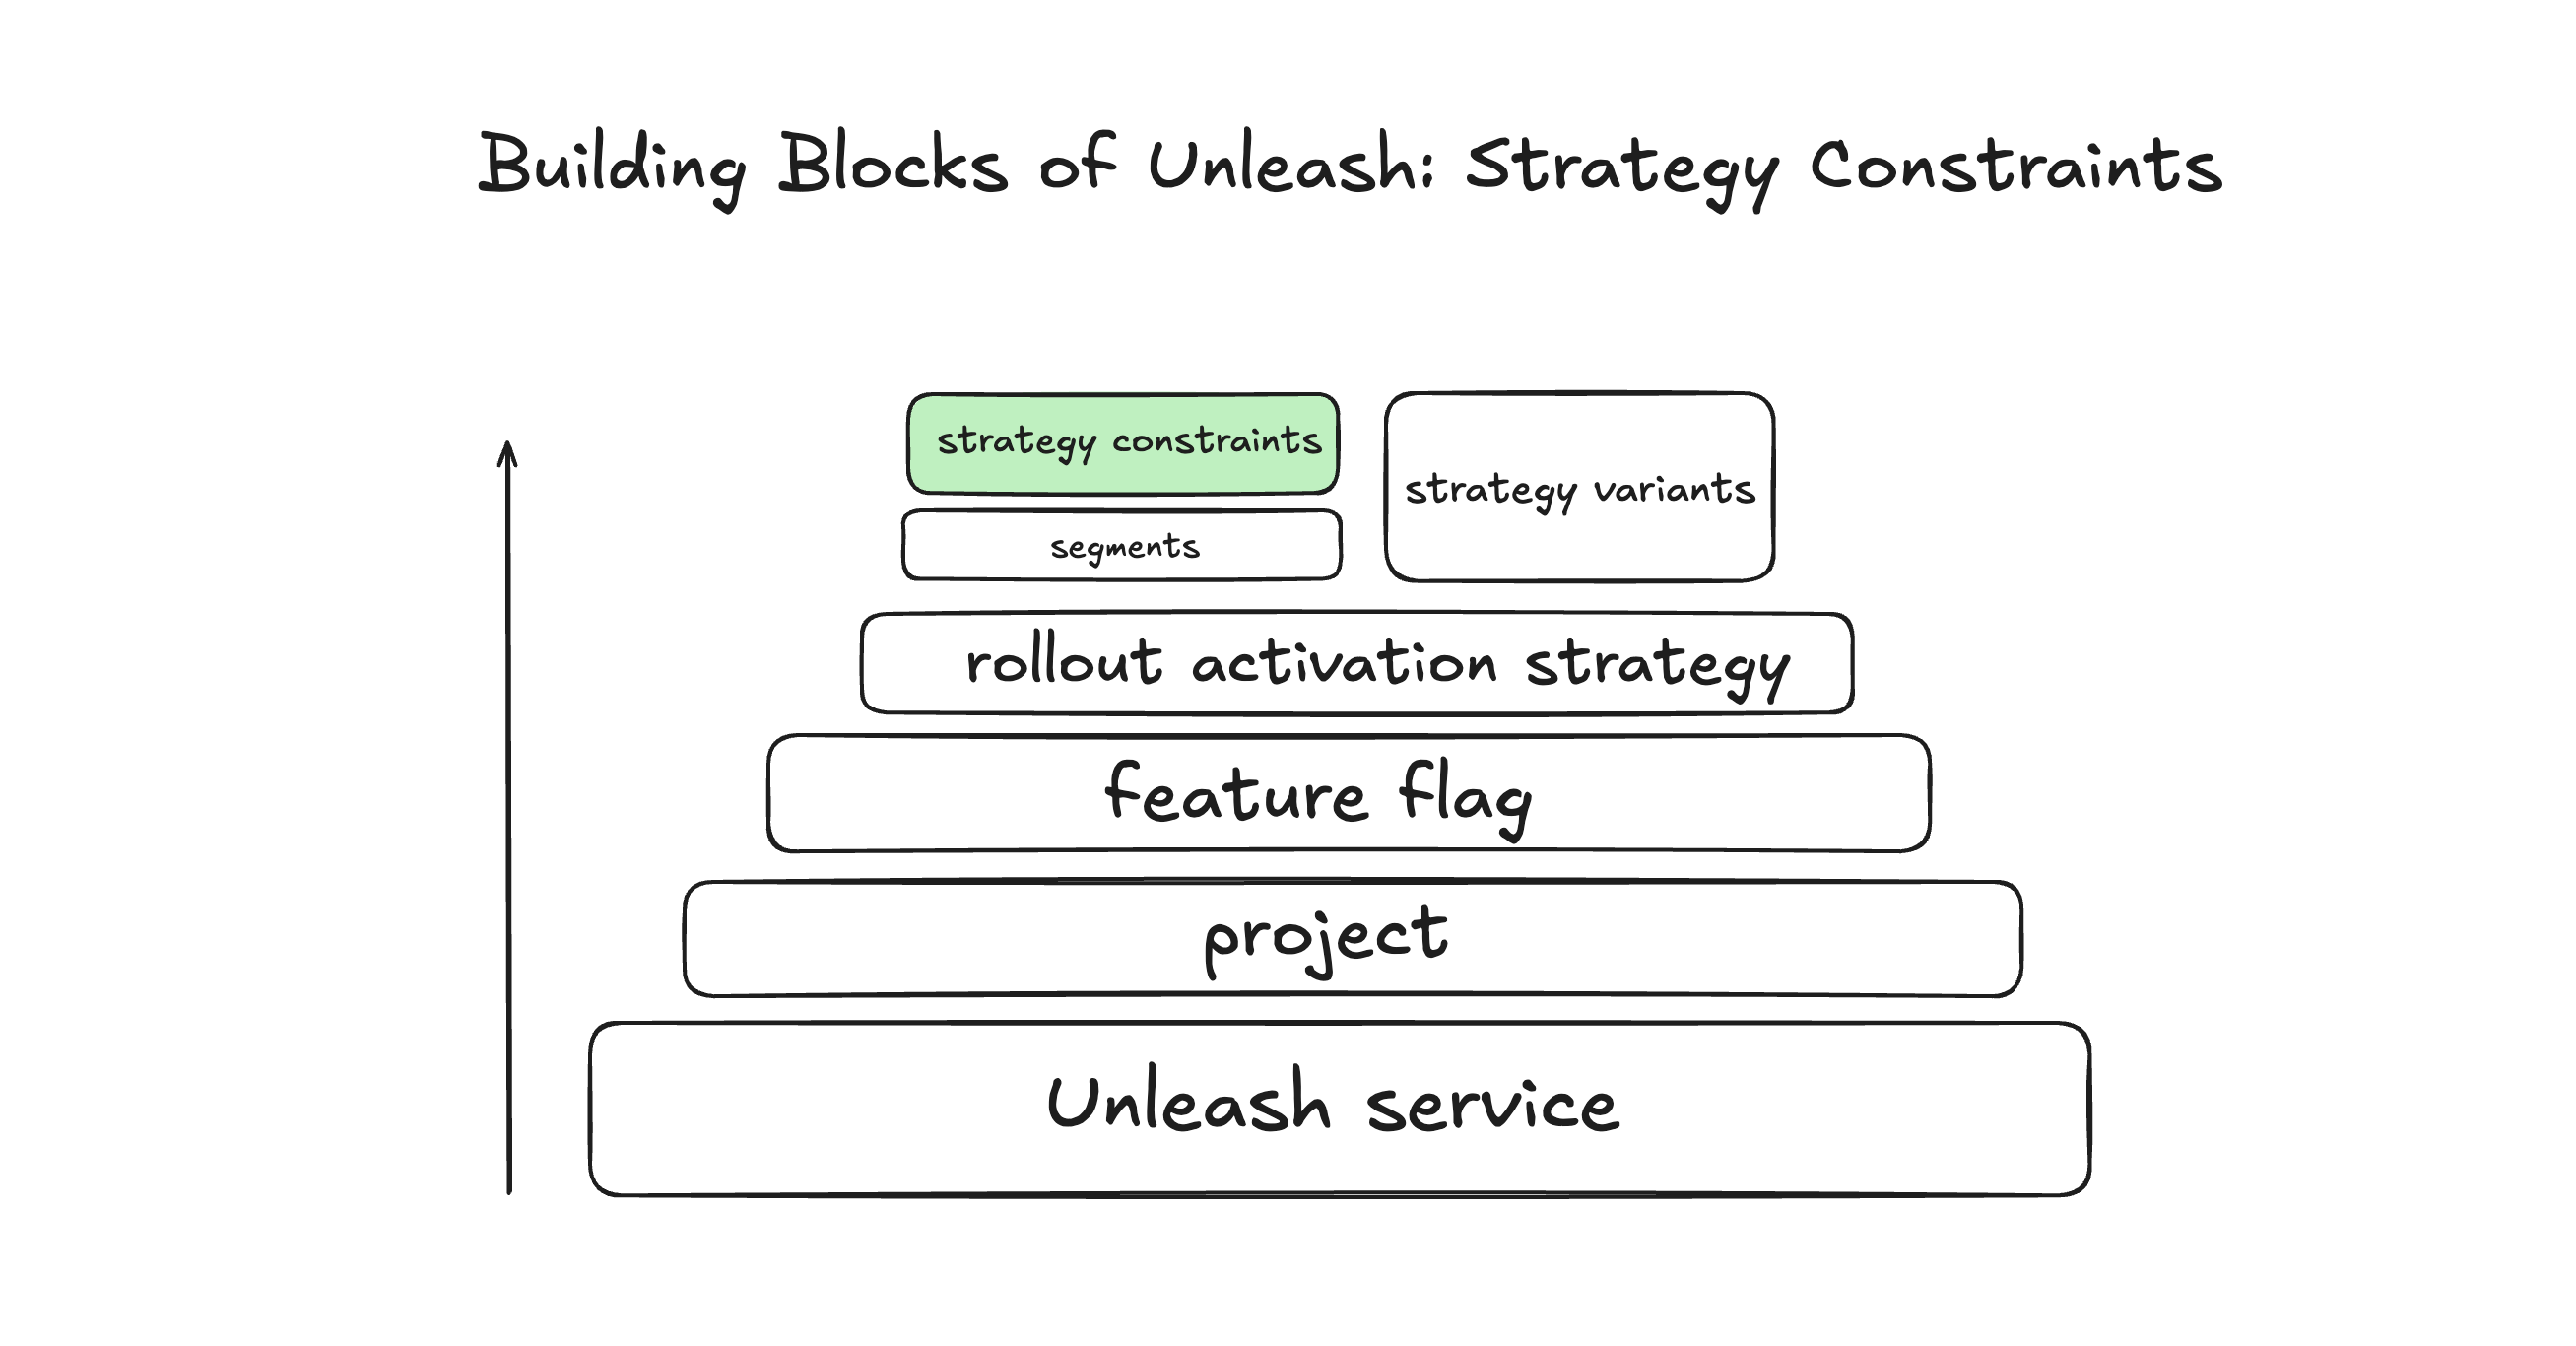 Building Blocks of Unleash: Strategy Constraints
strategy constraints
strategy variants
segments
rollout activation strategy
feature flag
project
Unleash service